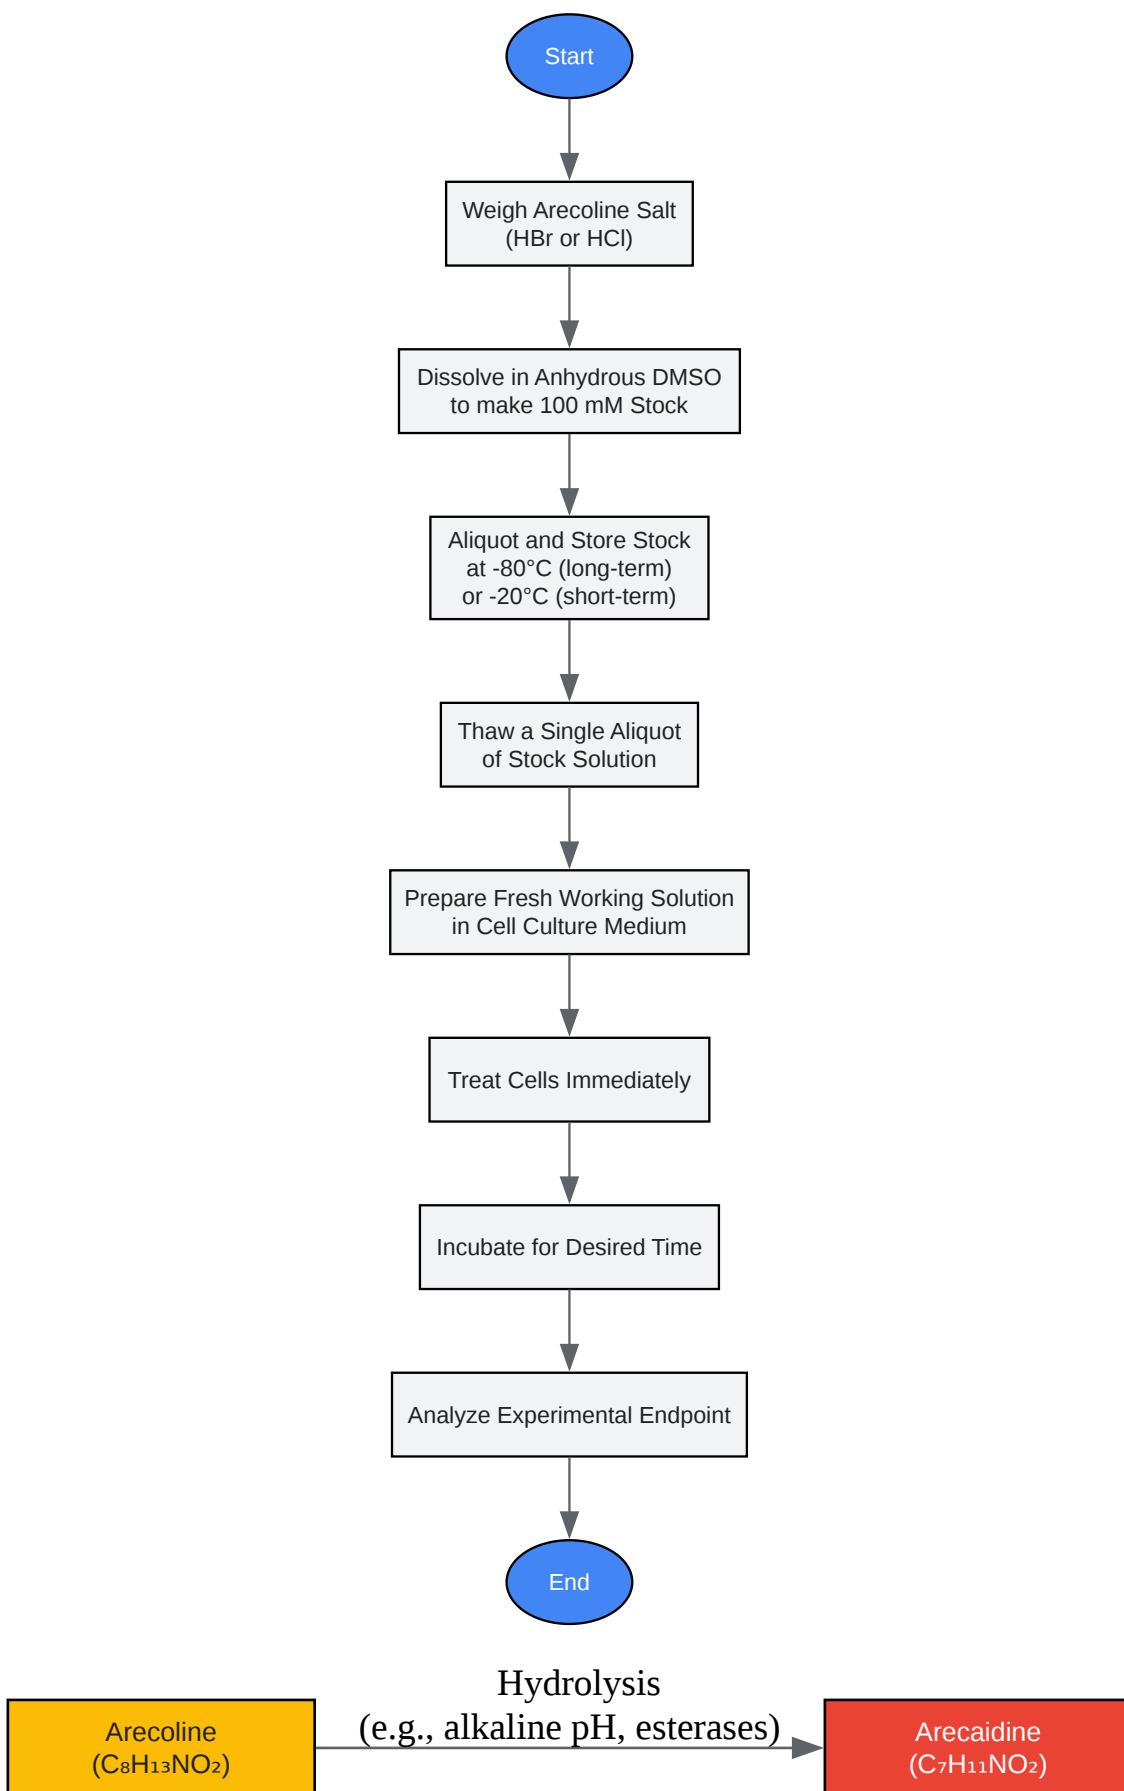 Start
Weigh Arecoline Salt
(HBr or HCl)
Dissolve in Anhydrous DMSO
to make 100 mM Stock
Aliquot and Store Stock
at -80°C (long-term)
or -20°C (short-term)
Thaw a Single Aliquot
of Stock Solution
Prepare Fresh Working Solution
in Cell Culture Medium
Treat Cells Immediately
Incubate for Desired Time
Analyze Experimental Endpoint
End
Hydrolysis
(e.g., alkaline pH, esterases)
Arecoline
(C₈H₁₃NO₂)
Arecaidine
(C₇H₁₁NO₂)